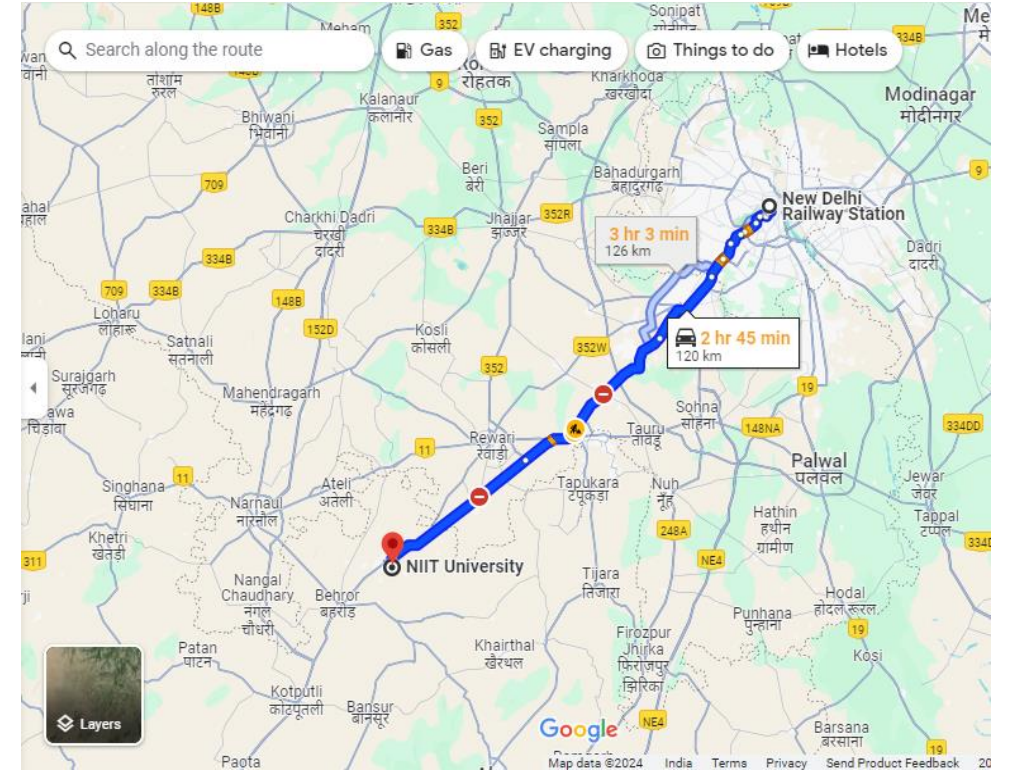 148B
Sonipat
Meham
352
334B
Search along the route
Gas
EV charging
Things to do
Hotels
तोशाम
रुरल
9
रोहतक
Kharkhoda
खरखौदा
Modinagar
मोदीनगर
Kalanaur
कलानौर
Bhiwani
भिवानी
352
Sampla
सांपला
Beri
बेरी
Bahadurgarh
बहादुरगढ़
9
709
New Delhi
Railway Station
Charkhi Dadri
चरखी
दादरी
334B
Jhajjar
झज्जर
352R
3 hr 3 min
126 km
Dadri
दादरी
334B
709
334B
148B
Loharu
लोहारू
152D
Satnali
सतनाली
Kosli
कोसली
352W
2 hr 45 min
120 km
352
Surajgarh
सूरजगढ़
19
Mahendragarh
महेंद्रगढ़
Sohna
सोहना
148NA
334DD
चिड़ावा
11
Rewari
रेवाड़ी
Tauru
तावडू
Palwal
पलवल
11
Singhana
सिंघाना
Ateli
अतेली
Tapukara
टपूकड़ा
Nuh
नूँह
Jewar
जेवर
Narnaul
नारनौल
Hathin
हथीन
ग्रामीण
Tappal
टप्पल
Khetri
खेतड़ी
248A
311
NE4
NIIT University
Tijara
तिजारा
Nangal
Chaudhary
नंगल
चौधरी
Behror
बहरोड़
Hodal
होदल रूरल
Punhana
पुन्हाना
19
Patan
पाटन
Khairthal
खैरथल
Firozpur
Jhirka
फिरोजपुर
झिरिका
Kosi
Kotputli
कोटपूतली
Bansur
बानसूर
Layers
Google
NE4
Barsana
बरसाना
19
Paota
Map data ©2024
India
Terms
Privacy
Send Product Feedback